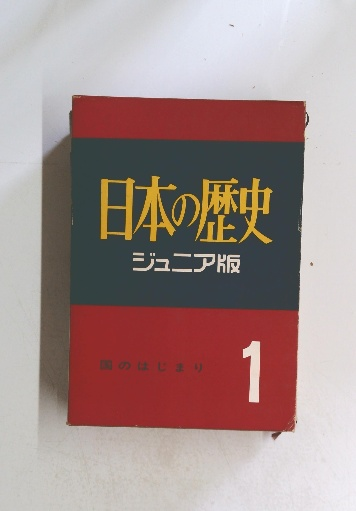 日本の歴史
ジュニア版
国のはじまり
1